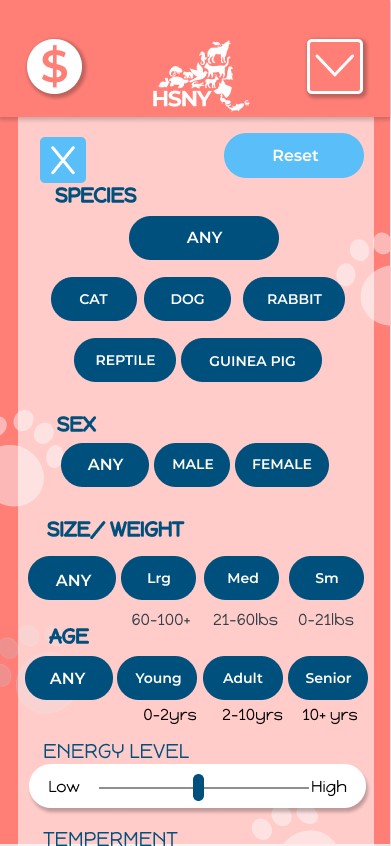 $
HSNY
X
Reset
SPECIES
ANY
CAT DOG RABBIT
REPTILE GUINEA PIG
SEX
ANY MALE FEMALE
SIZE/ WEIGHT
ANY Lrg Med Sm
60-100+ 21-60lbs 0-21lbs
AGE
ANY Young Adult Senior
0-2yrs 2-10yrs 10+ yrs
ENERGY LEVEL
Low High
TEMPERMENT